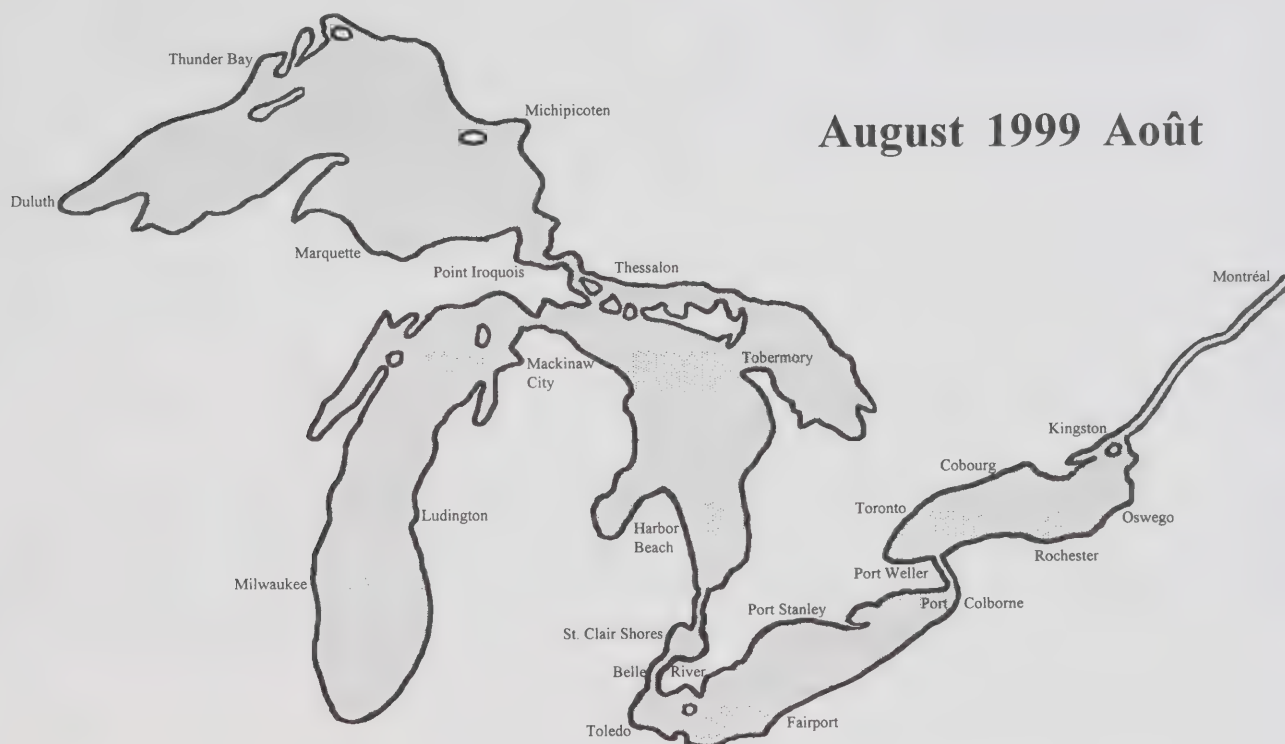 Thunder Bay
Michipicoten
August 1999 Août
Duluth
Marquette
Point Iroquois
Thessalon
Montréal
Mackinaw
City
Tobermory
Kingston
Cobourg
Toronto
Ludington
Harbor
Beach
Oswego
Rochester
Milwaukee
Port Weller
Port Colborne
Port Stanley
St. Clair Shores
Belle River
Toledo
Fairport